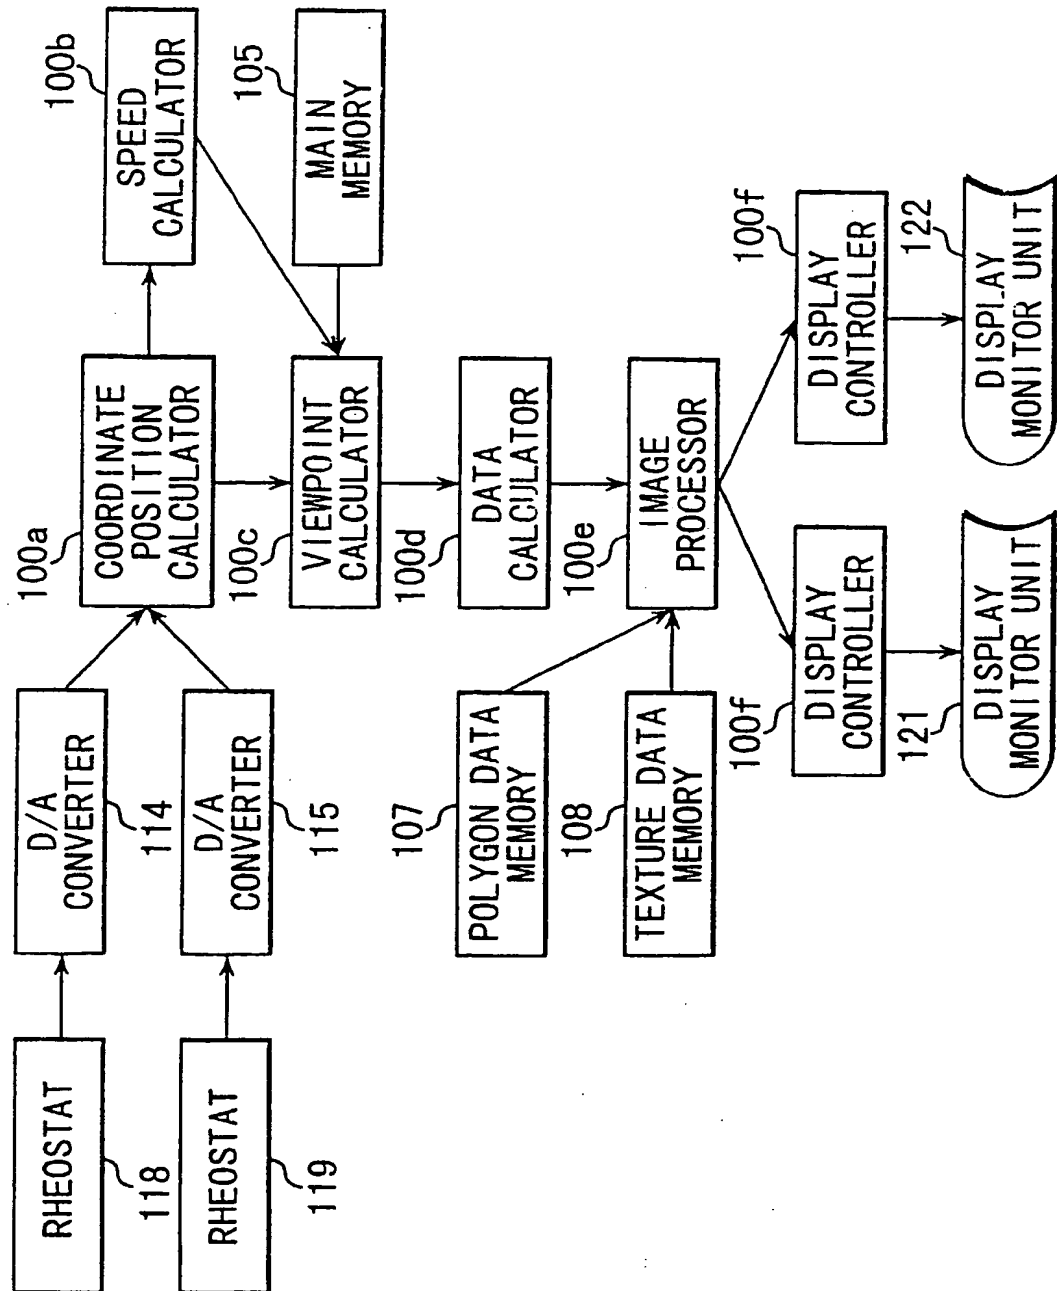 RHEOSTAT
118
RHEOSTAT
119
D/A
CONVERTER
114
D/A
CONVERTER
115
100a
COORDINATE
POSITION
CALCULATOR
100b
SPEED
CALCULATOR
105
MAIN
MEMORY
100c
VIEWPOINT
CALCULATOR
100d
DATA
CALCULATOR
107
POLYGON DATA
MEMORY
108
TEXTURE DATA
MEMORY
100e
IMAGE
PROCESSOR
100f
DISPLAY
CONTROLLER
100f
DISPLAY
CONTROLLER
121
DISPLAY
MONITOR UNIT
122
DISPLAY
MONITOR UNIT